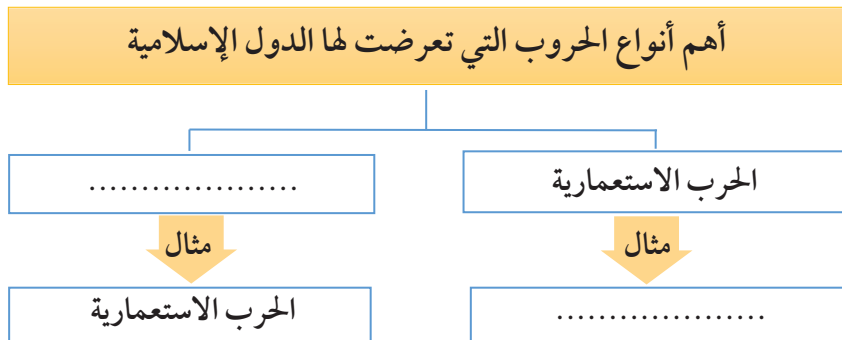 أهم أنواع الحروب التي تعرضت لها الدول الإسلامية
الحرب الاستعمارية
....................
مثال
مثال
....................
الحرب الاستعمارية